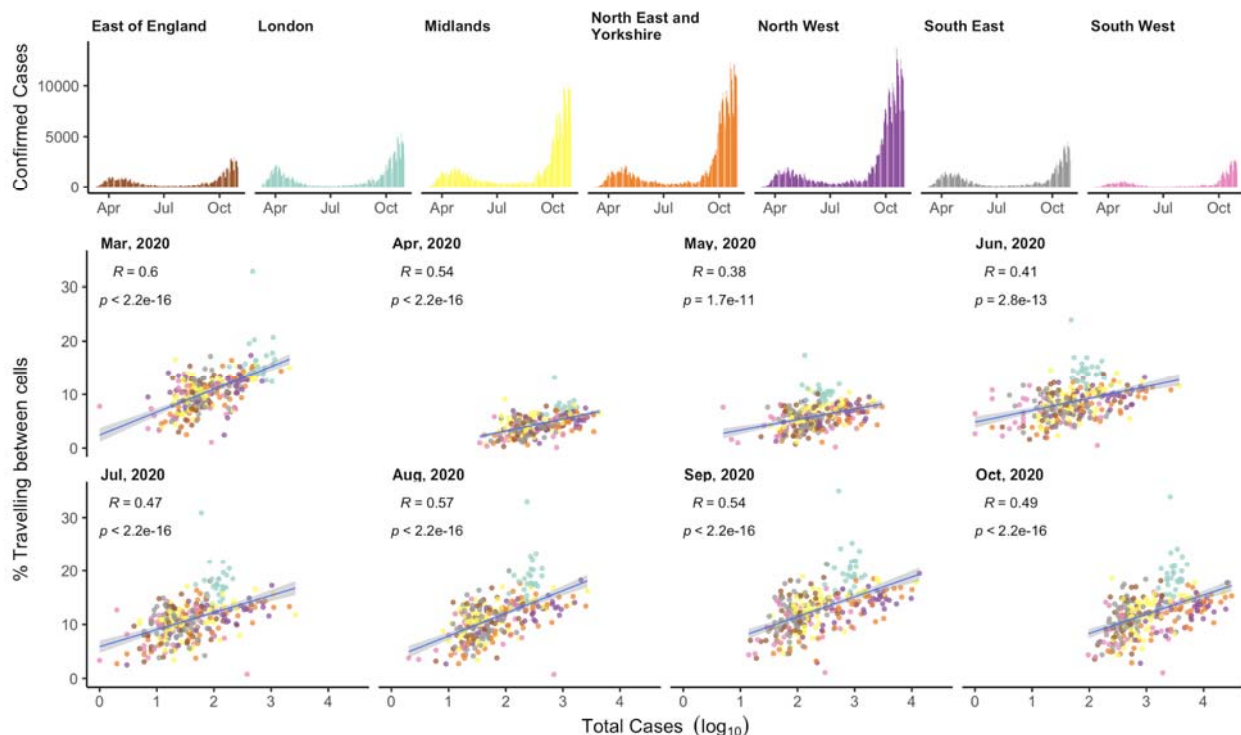 East of England
London
Midlands
North East and
Yorkshire
North West
South East
South West
Confirmed Cases
10000
5000
0
Apr Jul Oct
Apr Jul Oct
Apr Jul Oct
Apr Jul Oct
Apr Jul Oct
Apr Jul Oct
Apr Jul Oct
% Travelling between cells
Mar, 2020
R = 0.6
p < 2.2e-16
Apr, 2020
R = 0.54
p < 2.2e-16
May, 2020
R = 0.38
p = 1.7e-11
Jun, 2020
R = 0.41
p = 2.8e-13
30
20
10
0
Jul, 2020
R = 0.47
p < 2.2e-16
Aug, 2020
R = 0.57
p < 2.2e-16
Sep, 2020
R = 0.54
p < 2.2e-16
Oct, 2020
R = 0.49
p < 2.2e-16
30
20
10
0
0 1 2 3 4
0 1 2 3 4
0 1 2 3 4
0 1 2 3 4
Total Cases (log10)